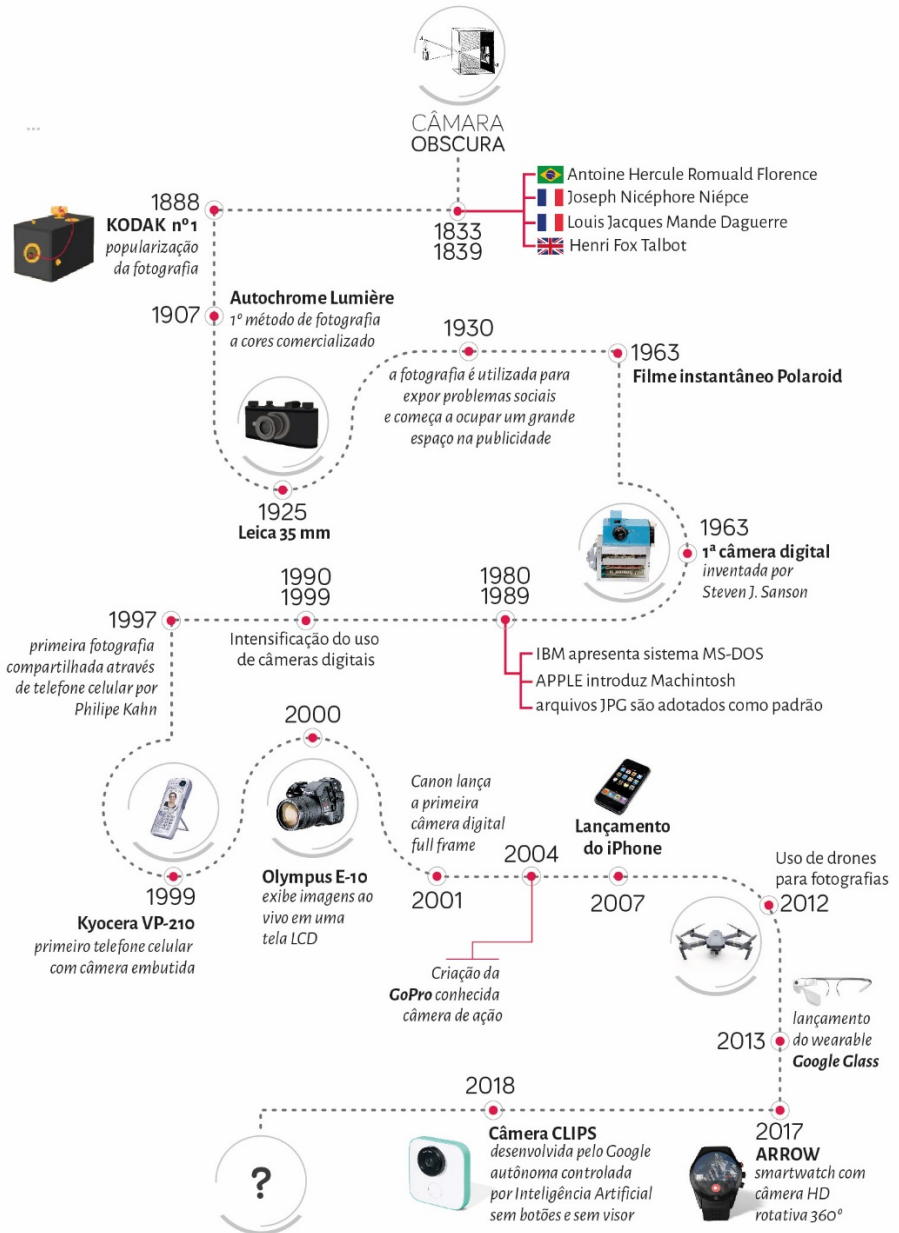 ...
CÂMARA
OBSCURA
Antoine Hercule Romuald Florence
Joseph Nicéphore Niépce
Louis Jacques Mande Daguerre
Henri Fox Talbot
1833
1839
1888
KODAK nº 1
popularização
da fotografia
1907
Autochrome Lumière
1º método de fotografia
a cores comercializado
1925
Leica 35 mm
1930
a fotografia é utilizada para
expor problemas sociais
e começa a ocupar um grande
espaço na publicidade
1963
Filme instantâneo Polaroid
1963
1ª câmera digital
inventada por
Steven J. Sanson
1980
1989
IBM apresenta sistema MS-DOS
APPLE introduz Machintosh
arquivos JPG são adotados como padrão
1990
1999
Intensificação do uso
de câmeras digitais
1997
primeira fotografia
compartilhada através
de telefone celular por
Philipe Kahn
1999
Kyocera VP-210
primeiro telefone celular
com câmera embutida
2000
Olympus E-10
exibe imagens ao
vivo em uma
tela LCD
Canon lança
a primeira
câmera digital
full frame
2001
2004
Criação da
GoPro conhecida
câmera de ação
Lançamento
do iPhone
2007
Uso de drones
para fotografias
2012
2013
lançamento
do wearable
Google Glass
2017
ARROW
smartwatch com
câmera HD
rotativa 360º
2018
Câmera CLIPS
desenvolvida pelo Google
autônoma controlada
por Inteligência Artificial
sem botões e sem visor
?